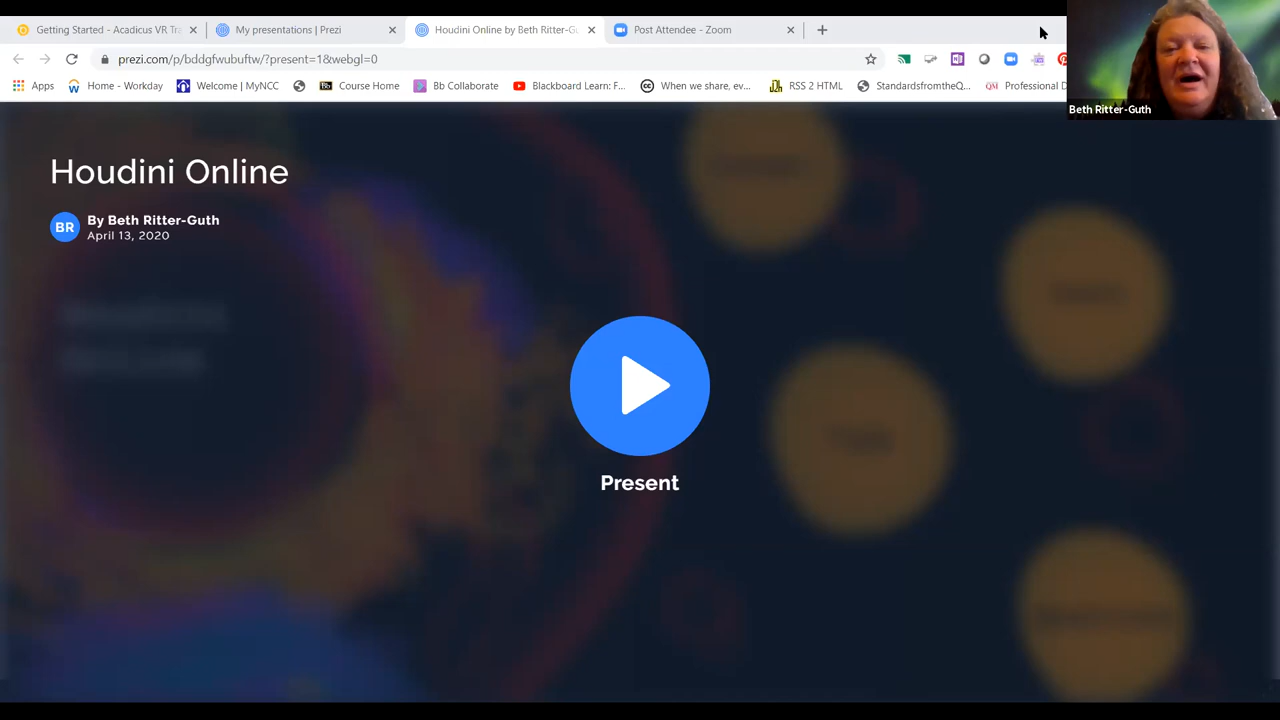 Getting Started - Acadicus VR Tra
My presentations | Prezi
Houdini Online by Beth Ritter-Gu
Post Attendee - Zoom
prezi.com/p/bddgfwubuftw/?present=1&webgl=0
Apps
Home - Workday
Welcome | MyNCC
Course Home
Bb Collaborate
Blackboard Learn: F...
When we share, ev...
RSS 2 HTML
StandardsfromtheQ...
Professional D
Beth Ritter-Guth
Houdini Online
BR
By Beth Ritter-Guth
April 13, 2020
Present